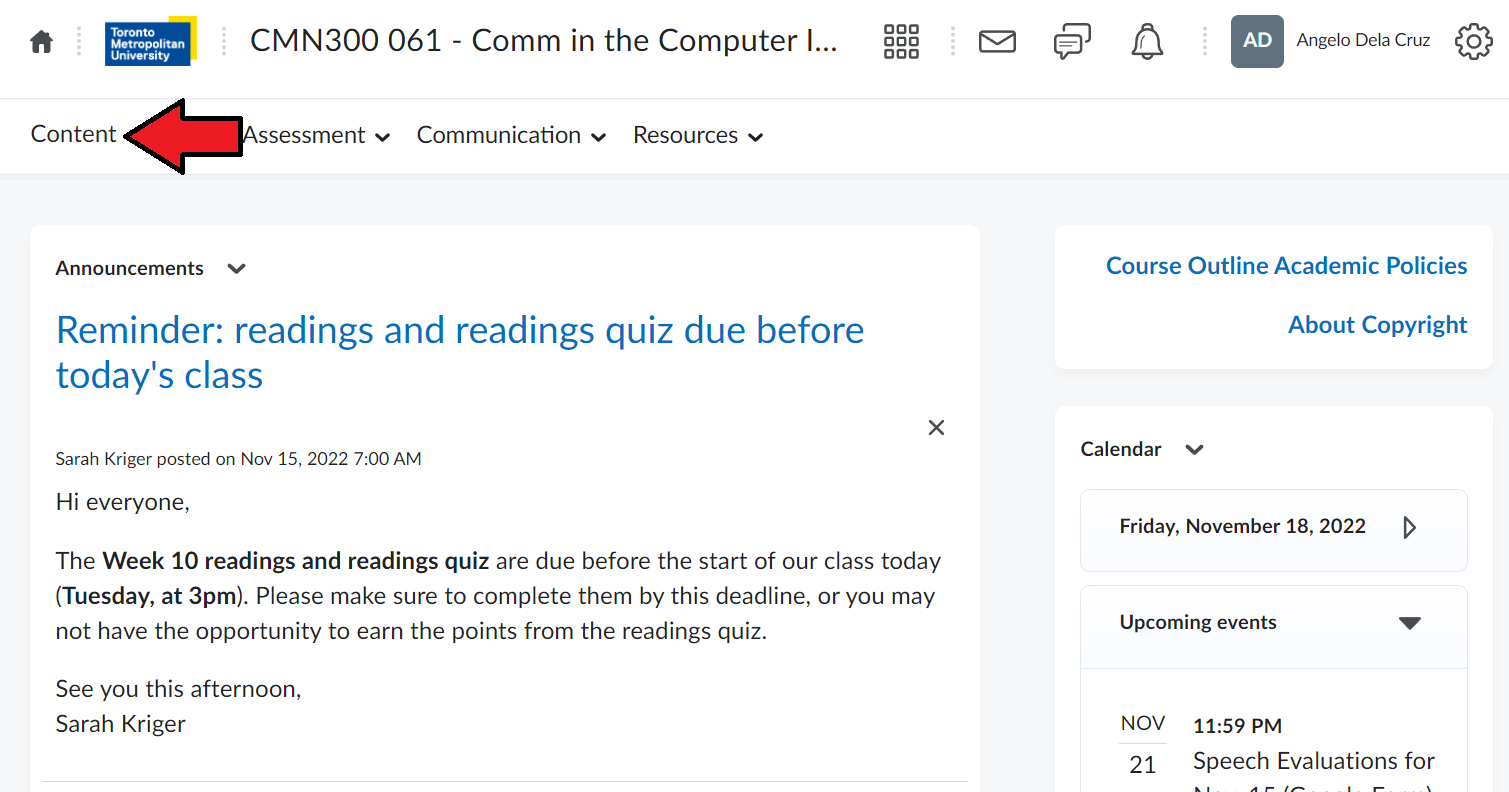 Toronto
Metropolitan
University
CMN300 061 - Comm in the Computer I...
AD
Angelo Dela Cruz
Content
Assessment
Communication
Resources
Announcements
Reminder: readings and readings quiz due before
today's class
Sarah Kriger posted on Nov 15, 2022 7:00 AM
Hi everyone,
The Week 10 readings and readings quiz are due before the start of our class today
(Tuesday, at 3pm). Please make sure to complete them by this deadline, or you may
not have the opportunity to earn the points from the readings quiz.
See you this afternoon,
Sarah Kriger
Course Outline Academic Policies
About Copyright
Calendar
Friday, November 18, 2022
Upcoming events
NOV
21
11:59 PM
Speech Evaluations for